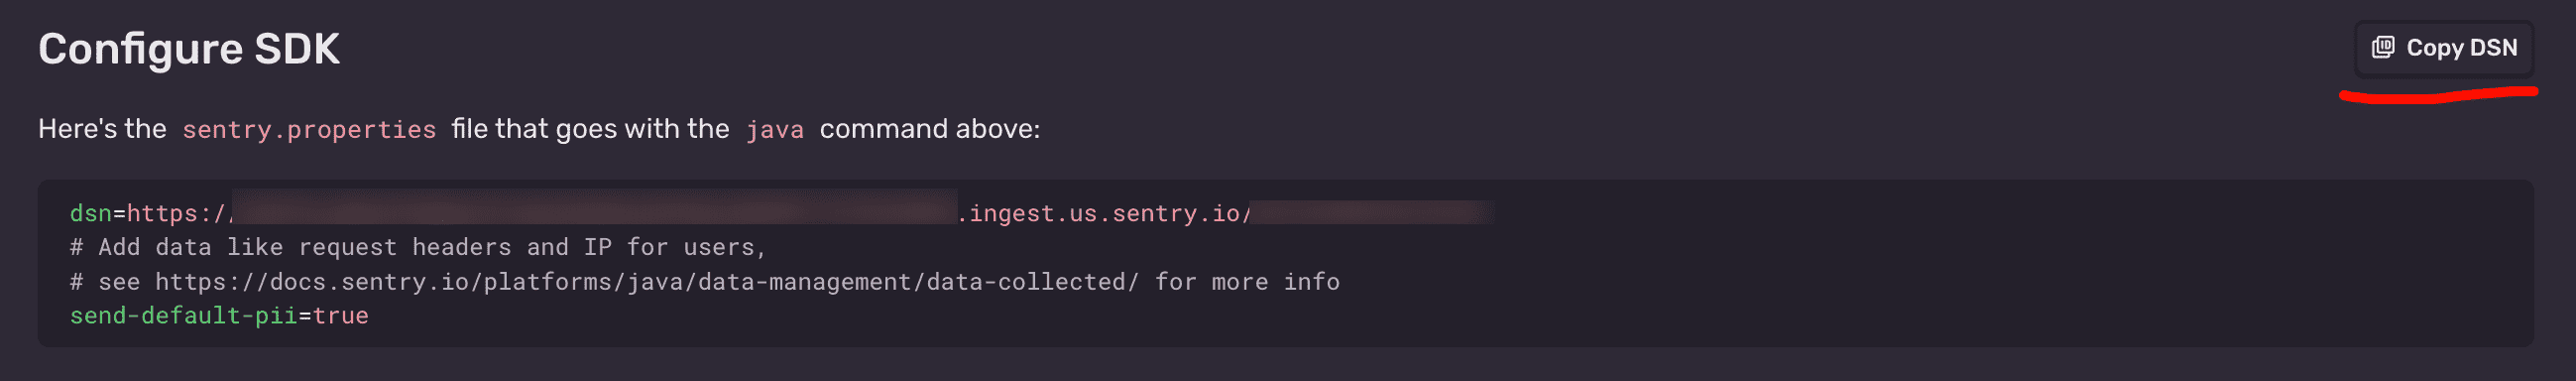 Configure SDK
Copy DSN
Here's the sentry.properties file that goes with the java command above:
dsn=https:// .ingest.us.sentry.io/
# Add data like request headers and IP for users,
# see https://docs.sentry.io/platforms/java/data-management/data-collected/ for more info
send-default-pii=true